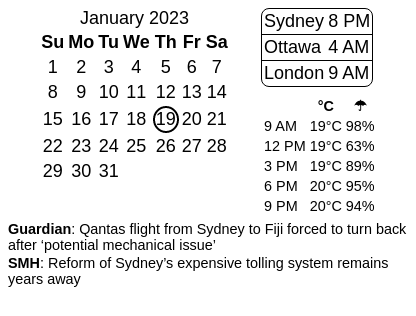 January 2023
Su Mo Tu We Th Fr Sa
1 2 3 4 5 6 7
8 9 10 11 12 13 14
15 16 17 18 19 20 21
22 23 24 25 26 27 28
29 30 31
Sydney 8 PM
Ottawa 4 AM
London 9 AM
°C ☂
9 AM 19°C 98%
12 PM 19°C 63%
3 PM 19°C 89%
6 PM 20°C 95%
9 PM 20°C 94%
Guardian: Qantas flight from Sydney to Fiji forced to turn back
after ‘potential mechanical issue’
SMH: Reform of Sydney’s expensive tolling system remains
years away